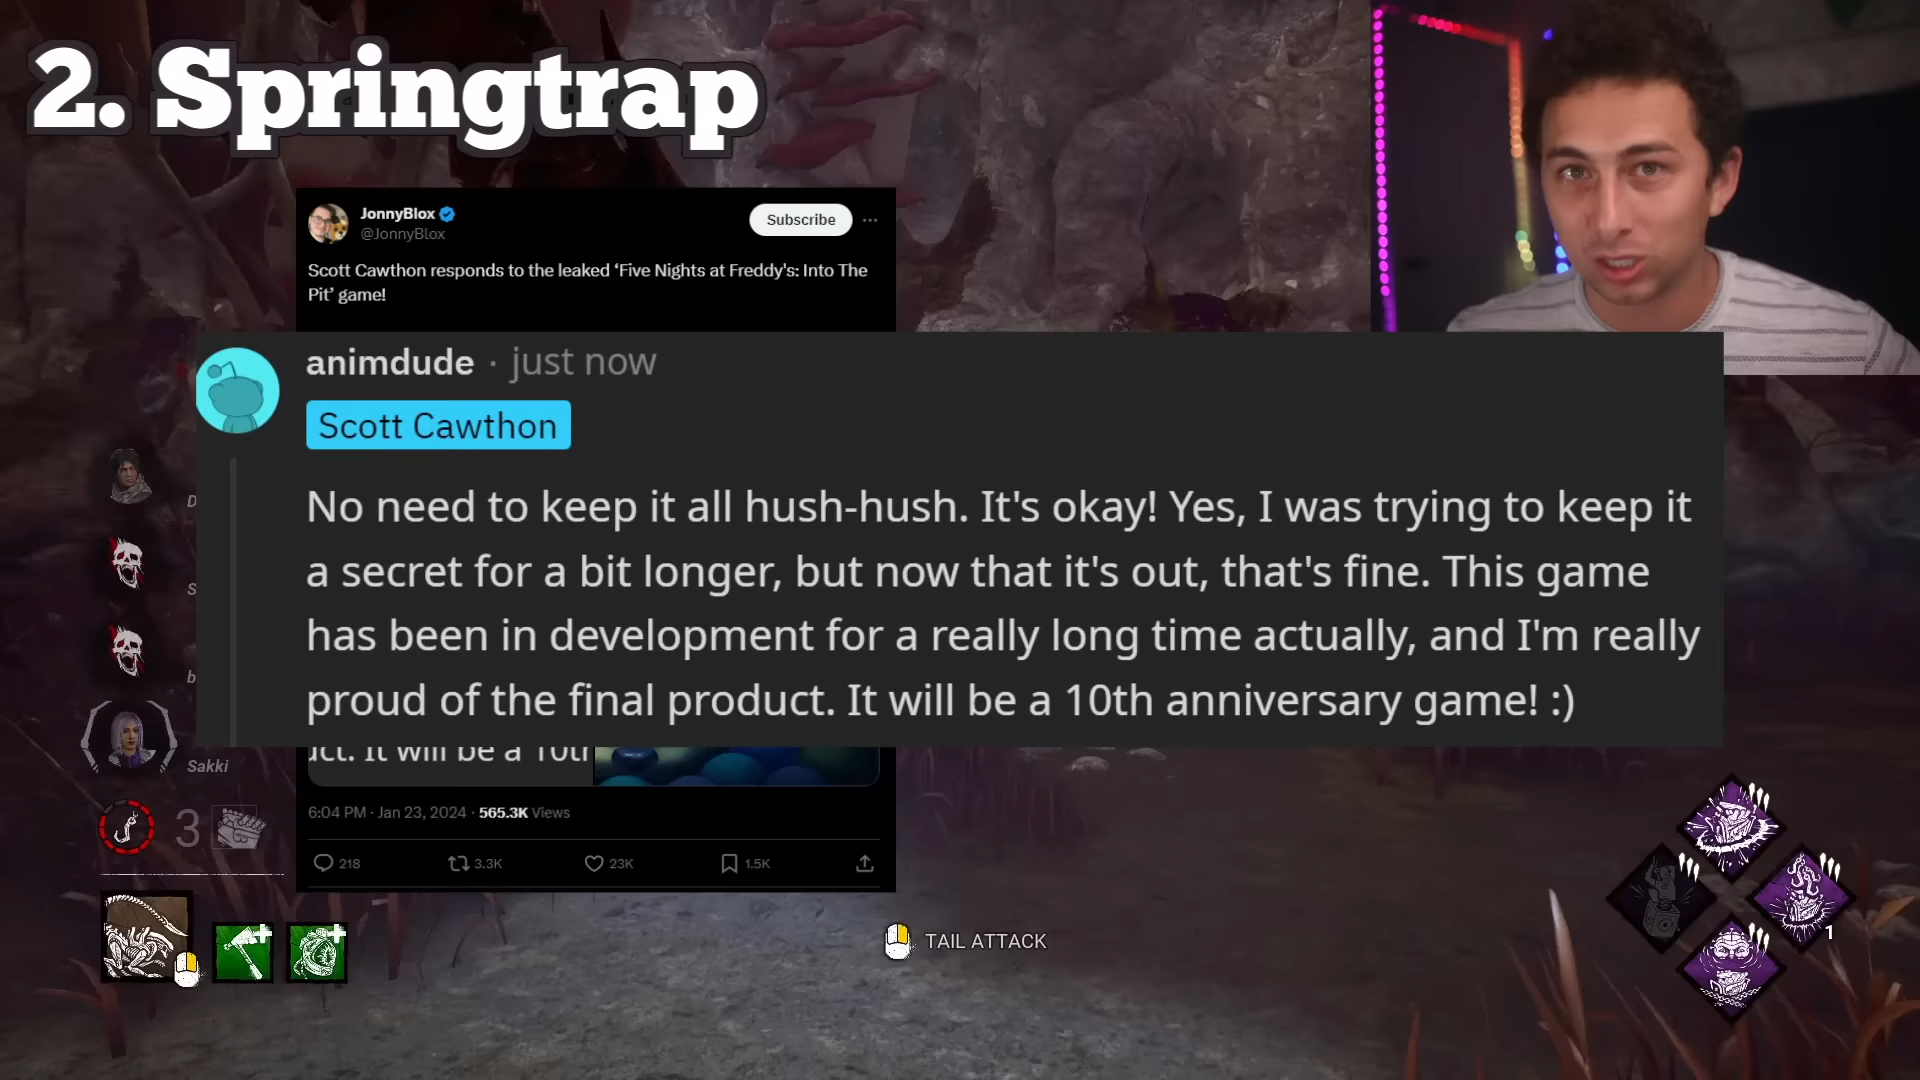 2. Springtrap
JonnyBlox
@JonnyBlox
Subscribe
Scott Cawthon responds to the leaked ‘Five Nights at Freddy's: Into The
Pit’ game!
animdude · just now
Scott Cawthon
No need to keep it all hush-hush. It's okay! Yes, I was trying to keep it
a secret for a bit longer, but now that it's out, that's fine. This game
has been in development for a really long time actually, and I'm really
proud of the final product. It will be a 10th anniversary game! :)
D
S
b
Sakki
uct. It will be a 10th
6:04 PM · Jan 23, 2024 · 565.3K Views
218
3.3K
23K
1.5K
3
TAIL ATTACK
1